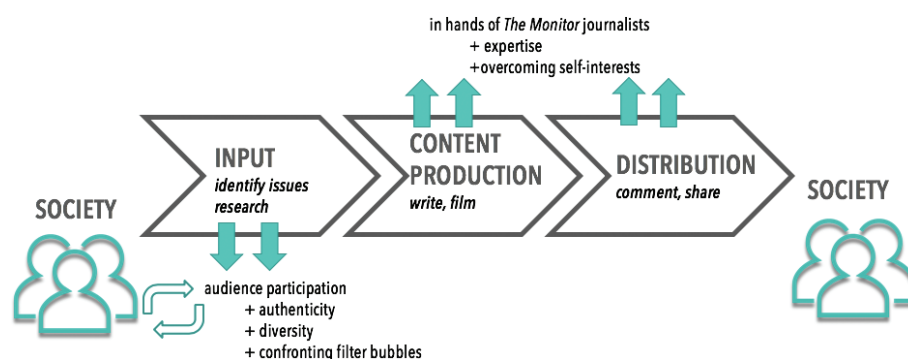 in hands of The Monitor journalists
+ expertise
+overcoming self-interests
INPUT
identify issues
research
CONTENT
PRODUCTION
write, film
DISTRIBUTION
comment, share
SOCIETY
SOCIETY
audience participation
+ authenticity
+ diversity
+ confronting filter bubbles